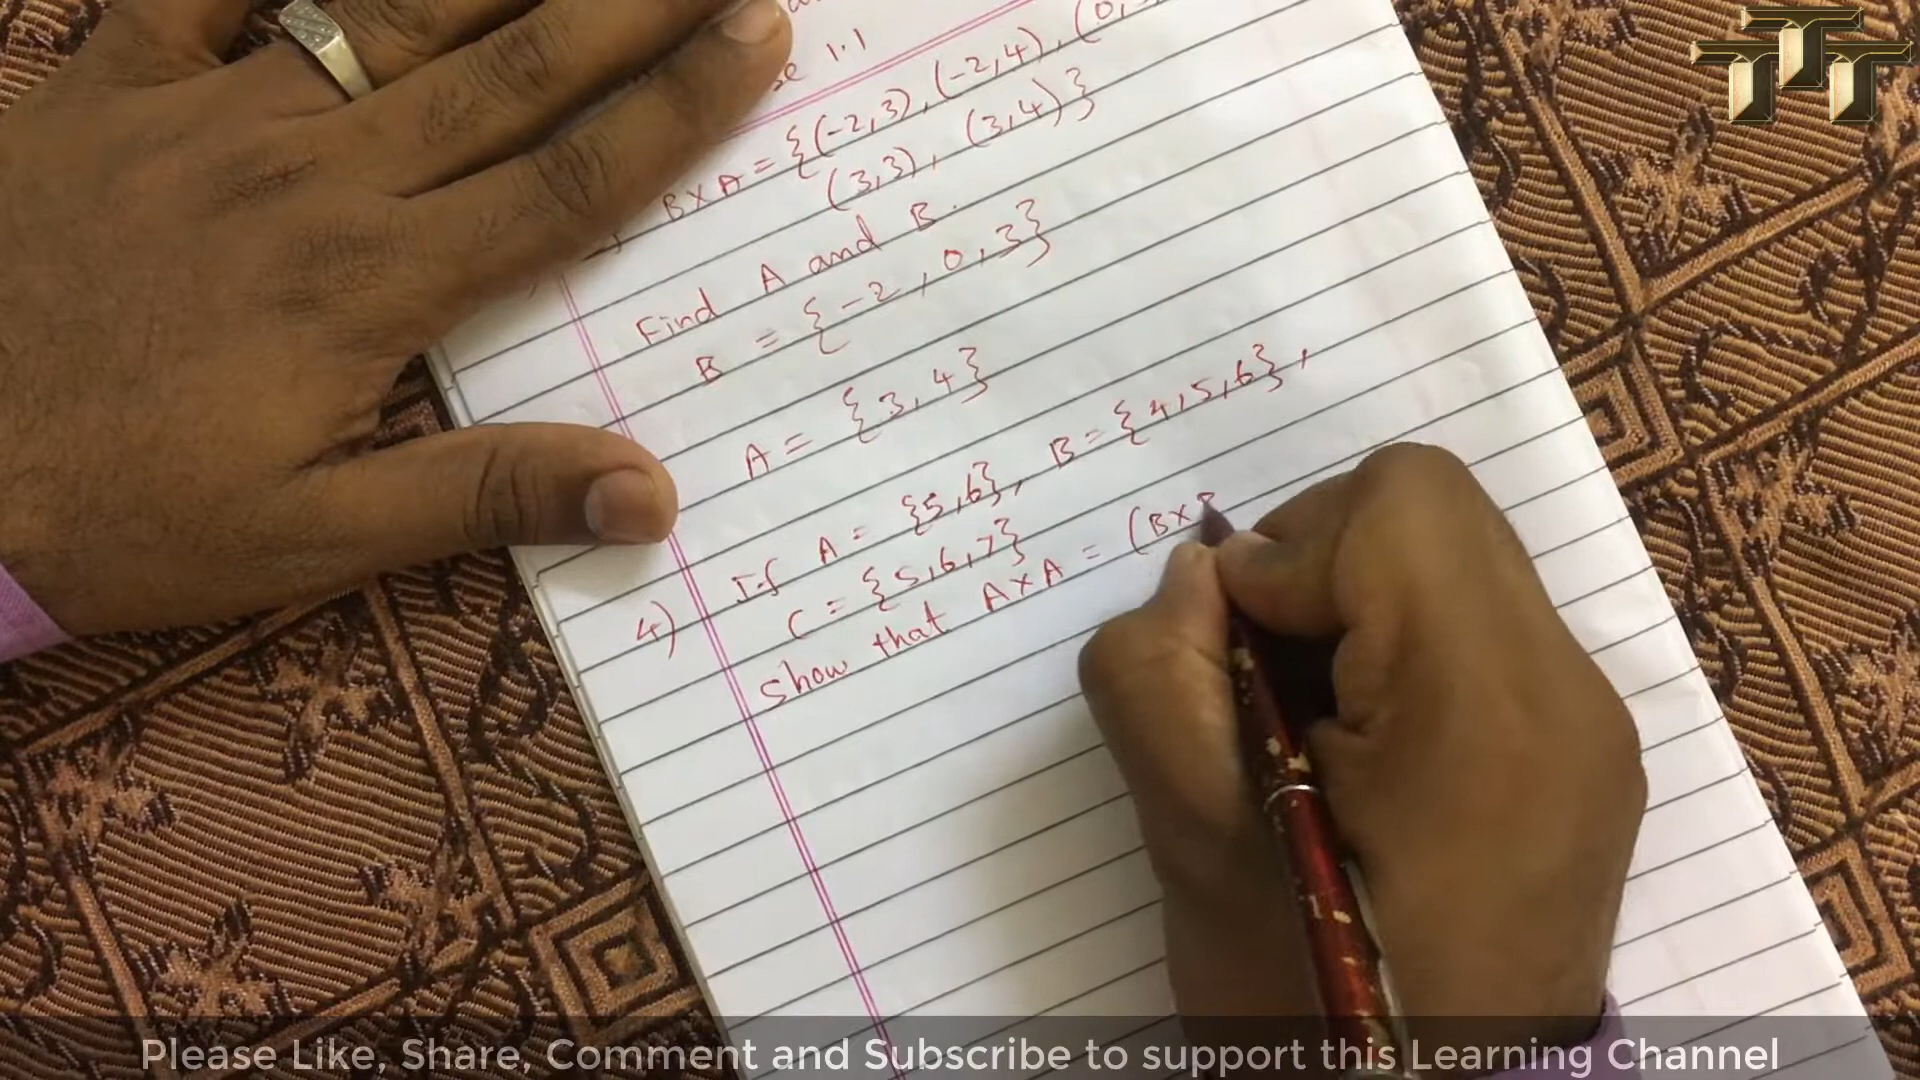 1.1
B×A = {(-2,3), (-2,4), (0,
(3,3), (3,4)}
Find A and B.
B = {-2, 0, 3}
A = {3, 4}
4) If A = {5,6}, B = {4,5,6},
C = {5,6,7}
Show that A×A = (B×B
TTT
Please Like, Share, Comment and Subscribe to support this Learning Channel